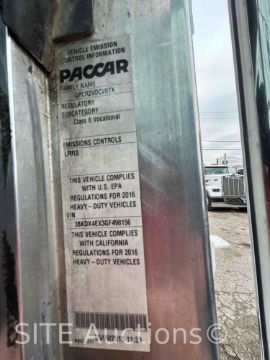 VEHICLE EMISSION
CONTROL INFORMATION
PACCAR
FAMILY NAME
GPCR2VOCV8TK
REGULATORY
SUBCATEGORY
Class 8 Vocational
EMISSIONS CONTROLS
LRRS
THIS VEHICLE COMPLIES
WITH U.S. EPA
REGULATIONS FOR 2016
HEAVY - DUTY VEHICLES
VIN
3BKDX4EX3GF498156
THIS VEHICLE COMPLIES
WITH CALIFORNIA
REGULATIONS FOR 2016
HEAVY - DUTY VEHICLES
SITE Auctions